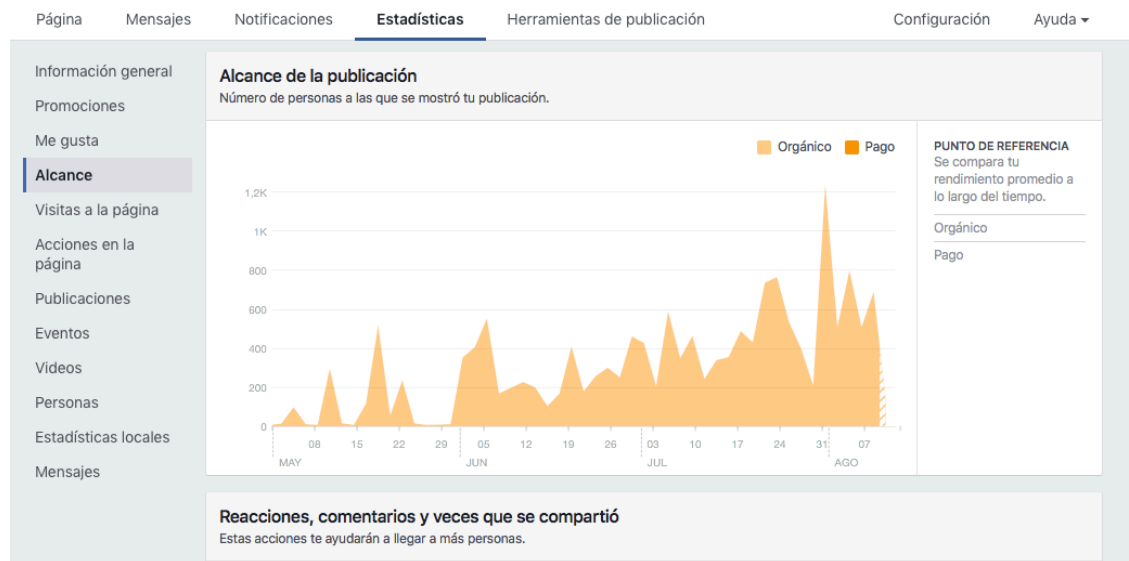 Página Mensajes Notificaciones Estadísticas Herramientas de publicación Configuración Ayuda
Información general
Promociones
Me gusta
Alcance
Visitas a la página
Acciones en la
página
Publicaciones
Eventos
Videos
Personas
Estadísticas locales
Mensajes
Alcance de la publicación
Número de personas a las que se mostró tu publicación.
Orgánico Pago
1,2K
1K
800
600
400
200
0
08 15 22 29 05 12 19 26 03 10 17 24 31 07
MAY JUN JUL AGO
PUNTO DE REFERENCIA
Se compara tu
rendimiento promedio a
lo largo del tiempo.
Orgánico
Pago
Reacciones, comentarios y veces que se compartió
Estas acciones te ayudarán a llegar a más personas.